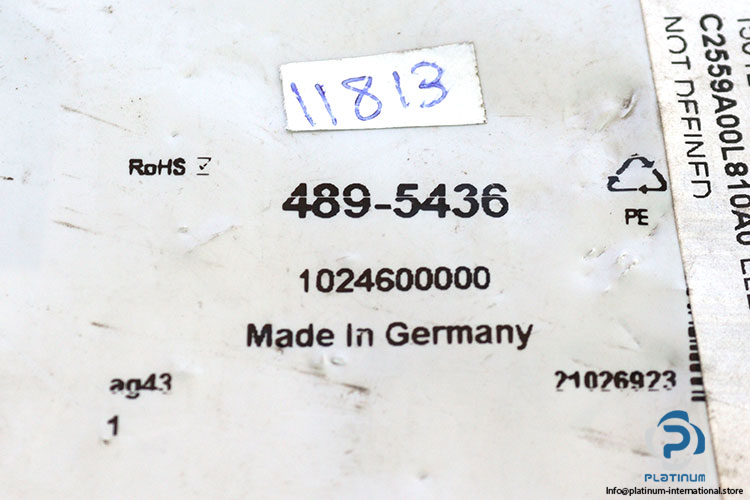 11813
RoHS
489-5436
PE
1024600000
Made In Germany
ag43
21026923
1
C2559A00L810A0
NOT DEFINED
PLATINUM
Info@platinum-international.store